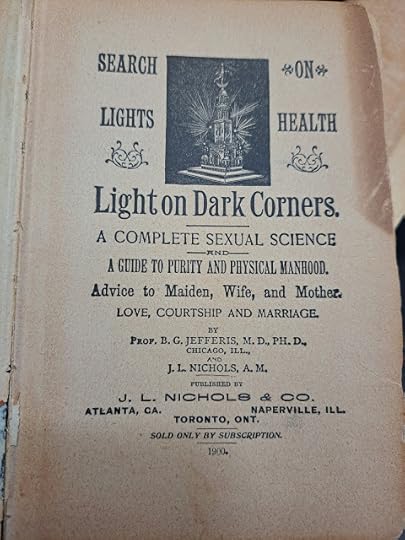 SEARCH ON
LIGHTS HEALTH
Light on Dark Corners.
A COMPLETE SEXUAL SCIENCE
AND
A GUIDE TO PURITY AND PHYSICAL MANHOOD.
Advice to Maiden, Wife, and Mother.
LOVE, COURTSHIP AND MARRIAGE.
BY
PROF. B. G. JEFFERIS, M. D., PH. D.,
CHICAGO, ILL.,
AND
J. L. NICHOLS, A. M.
PUBLISHED BY
J. L. NICHOLS & CO.
ATLANTA, GA. NAPERVILLE, ILL.
TORONTO, ONT.
SOLD ONLY BY SUBSCRIPTION.
1900.